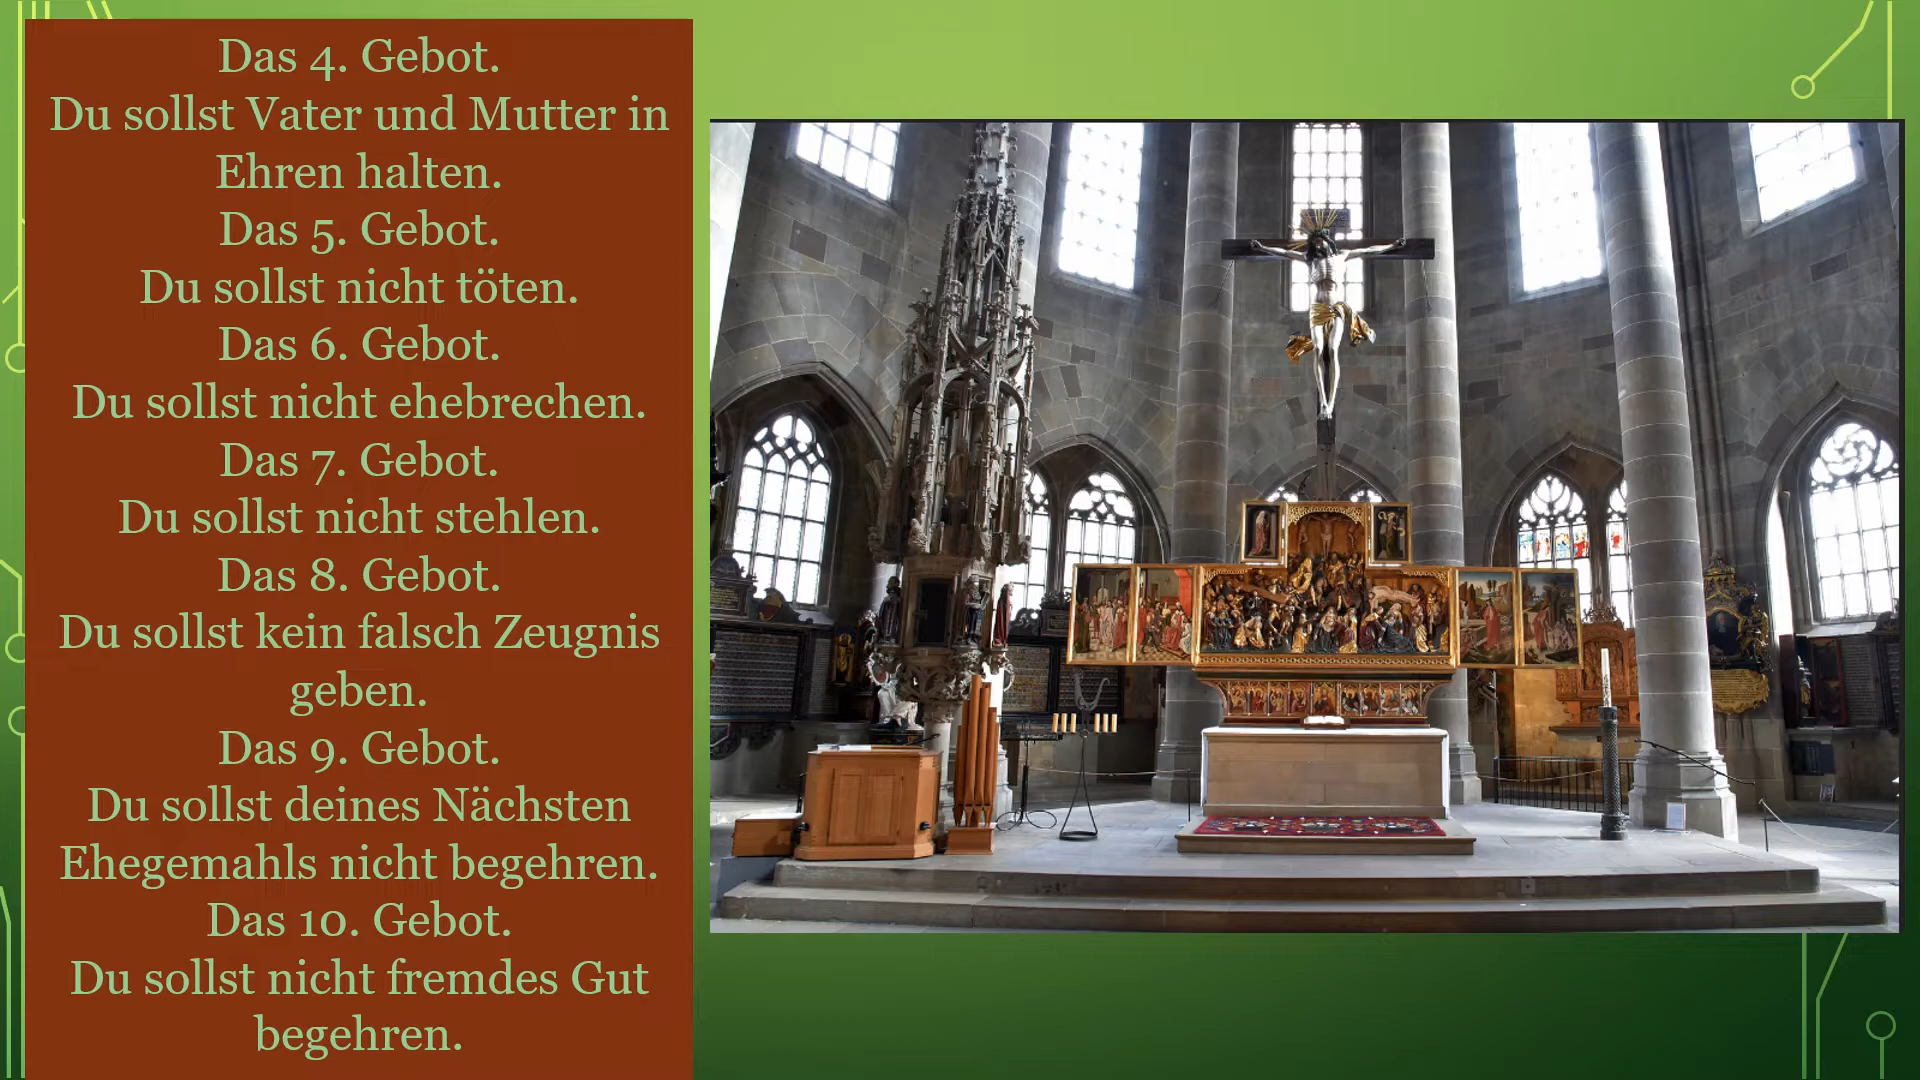 Das 4. Gebot.
Du sollst Vater und Mutter in
Ehren halten.
Das 5. Gebot.
Du sollst nicht töten.
Das 6. Gebot.
Du sollst nicht ehebrechen.
Das 7. Gebot.
Du sollst nicht stehlen.
Das 8. Gebot.
Du sollst kein falsch Zeugnis
geben.
Das 9. Gebot.
Du sollst deines Nächsten
Ehegemahls nicht begehren.
Das 10. Gebot.
Du sollst nicht fremdes Gut
begehren.